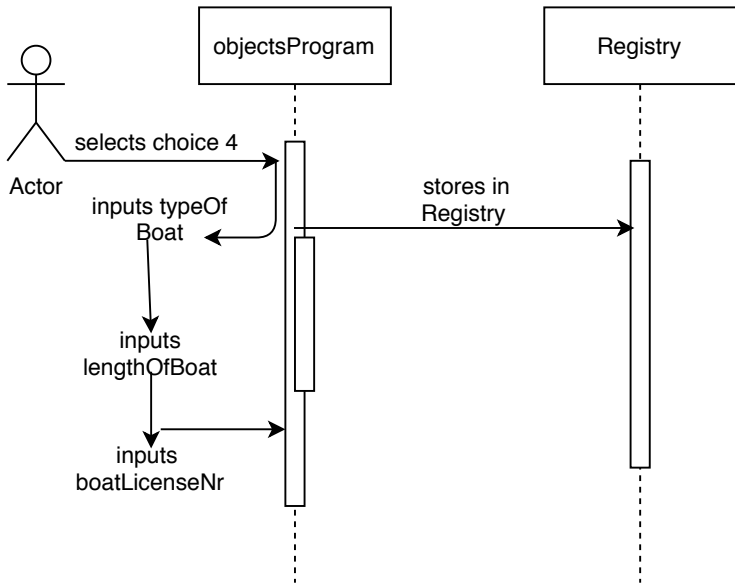 objectsProgram
Registry
selects choice 4
Actor
inputs typeOf
Boat
stores in
Registry
inputs
lengthOfBoat
inputs
boatLicenseNr